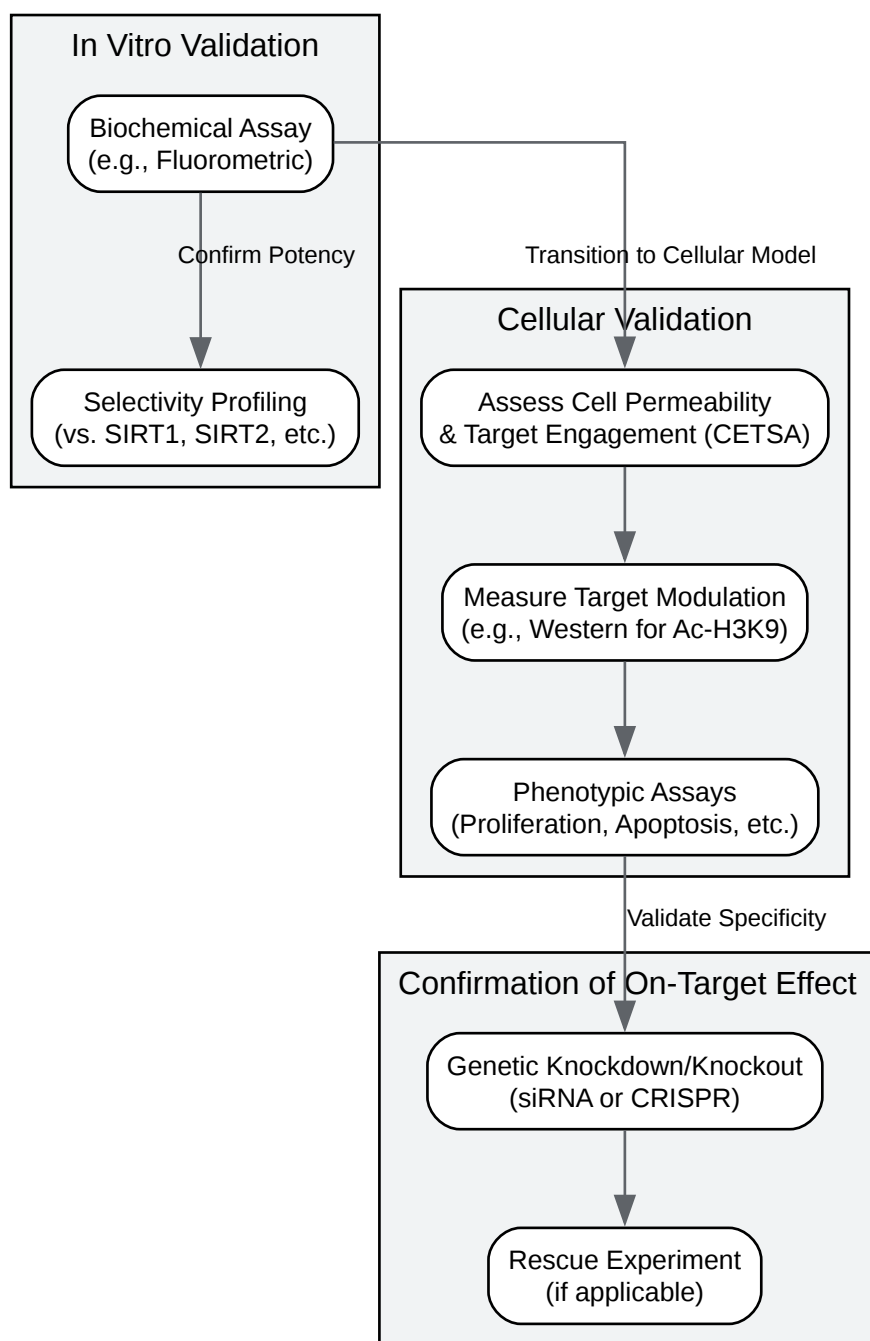 In Vitro Validation
Biochemical Assay
(e.g., Fluorometric)
Confirm Potency
Transition to Cellular Model
Selectivity Profiling
(vs. SIRT1, SIRT2, etc.)
Cellular Validation
Assess Cell Permeability
& Target Engagement (CETSA)
Measure Target Modulation
(e.g., Western for Ac-H3K9)
Phenotypic Assays
(Proliferation, Apoptosis, etc.)
Validate Specificity
Confirmation of On-Target Effect
Genetic Knockdown/Knockout
(siRNA or CRISPR)
Rescue Experiment
(if applicable)